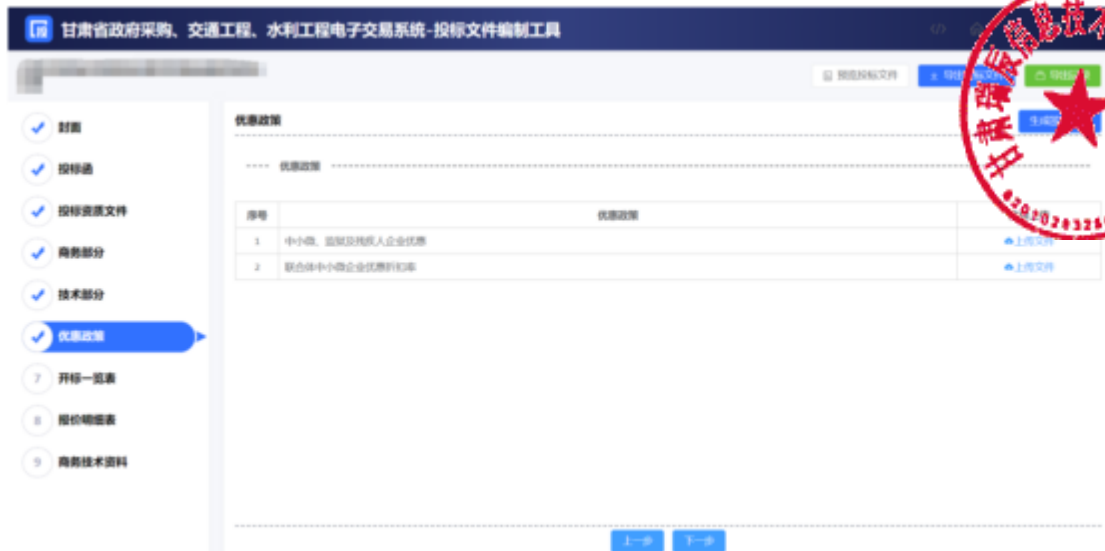 甘肃省政府采购、交通工程、水利工程电子交易系统-投标文件编制工具
预览投标文件
优惠政策
封面
优惠政策
投标函
投标资质文件
序号 优惠政策
1 中小微、监狱及残疾人企业优惠 上传文件
商务部分
2 联合体中小微企业优惠折扣率 上传文件
技术部分
优惠政策
7 开标一览表
8 报价明细表
9 商务技术资料
上一步 下一步